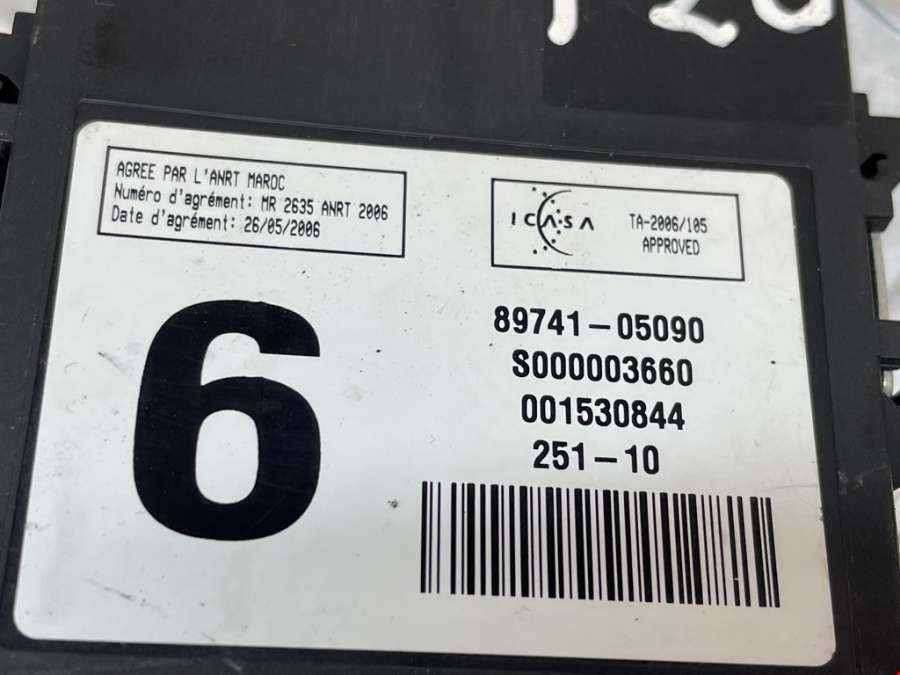 AGREE PAR L'ANRT MAROC
Numéro d'agrément: MR 2635 ANRT 2006
Date d'agrément: 26/05/2006
ICASA
TA-2006/105
APPROVED
6
89741-05090
S000003660
001530844
251-10